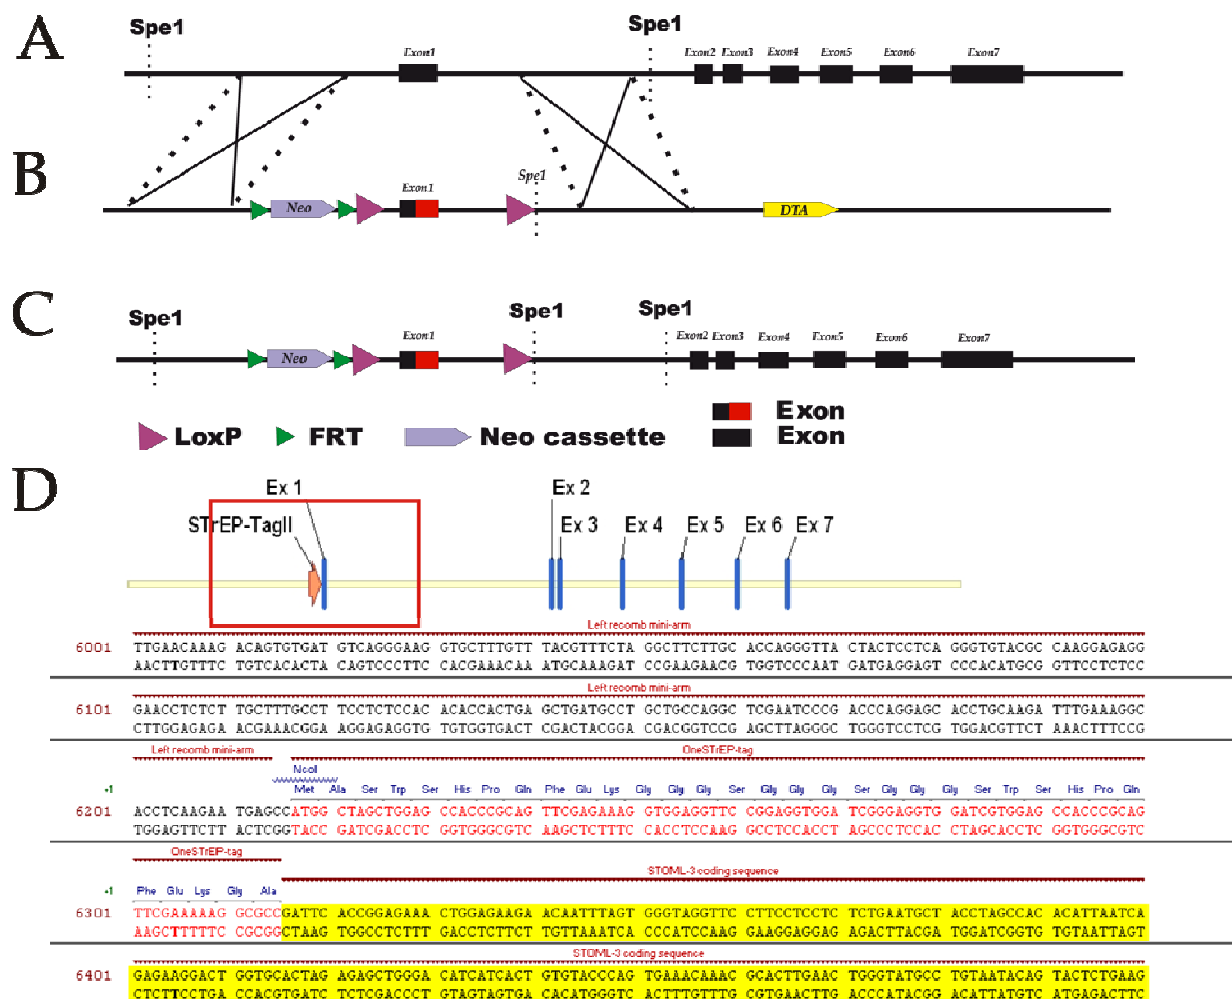 A
Spe1 Spe1
Exon1 Exon2 Exon3 Exon4 Exon5 Exon6 Exon7
B
Spe1
Exon1
Neo DTA
C
Spe1 Spe1 Spe1
Exon1 Exon2 Exon3 Exon4 Exon5 Exon6 Exon7
Neo
LoxP FRT Neo cassette Exon
Exon
D
Ex 1 Ex 2
STrEP-TagII Ex 3 Ex 4 Ex 5 Ex 6 Ex 7
Left recomb mini-arm
6001 TTGAACAAAG ACAGTGTGAT GTCAGGGAAG GTGCTTTGTT TACGTTTCTA GGCTTCTTGC ACCAGGGTTA CTACTCCTCA GGGTGTACGC CAAGGAGAGG
AACTTGTTTC TGTCACACTA CAGTCCCTTC CACGAAACAA ATGCAAAGAT CCGAAGAACG TGGTCCCAAT GATGAGGAGT CCCACATGCG GTTCCTCTCC
Left recomb mini-arm
6101 GAACCTCTCT TGCTTTGCCT TCCTCTCCAC ACACCACTGA GCTGATGCCT GCTGCCAGGC TCGAATCCCG ACCCAGGAGC ACCTGCAAGA TTTGAAAGGC
CTTGGAGAGA ACGAAACGGA AGGAGAGGTG TGTGGTGACT CGACTACGGA CGACGGTCCG AGCTTAGGGC TGGGTCCTCG TGGACGTTCT AAACTTTCCG
Left recomb mini-arm OneSTrEP-tag
NcoI
+1 Met Ala Ser Trp Ser His Pro Gln Phe Glu Lys Gly Gly Gly Ser Gly Gly Gly Ser Gly Gly Gly Ser Trp Ser His Pro Gln
6201 ACCTCAAGAA TGAGCCATGG CTAGCTGGAG CCACCCGCAG TTCGAGAAAG GTGGAGGTTC CGGAGGTGGA TCGGGAGGTG GATCGTGGAG CCACCCGCAG
TGGAGTTCTT ACTCGGTACC GATCGACCTC GGTGGGCGTC AAGCTCTTTC CACCTCCAAG GCCTCCACCT AGCCCTCCAC CTAGCACCTC GGTGGGCGTC
OneSTrEP-tag STOML-3 coding sequence
+1 Phe Glu Lys Gly Ala
6301 TTCGAAAAAG GCGCCGATTC ACCGGAGAAA CTGGAGAAGA ACAATTTAGT GGGTAGGTTC CTTCCTCCTC TCTGAATGCT ACCTAGCCAC ACATTAATCA
AAGCTTTTTC CGCGGCTAAG TGGCCTCTTT GACCTCTTCT TGTTAAATCA CCCATCCAAG GAAGGAGGAG AGACTTACGA TGGATCGGTG TGTAATTAGT
STOML-3 coding sequence
6401 GAGAAGGACT GGTGCACTAG AGAGCTGGGA CATCATCACT GTGTACCCAG TGAAACAAAC GCACTTGAAC TGGGTATGCC TGTAATACAG TACTCTGAAG
CTCTTCCTGA CCACGTGATC TCTCGACCCT GTAGTAGTGA CACATGGGTC ACTTTGTTTG CGTGAACTTG ACCCATACGG ACATTATGTC ATGAGACTTC